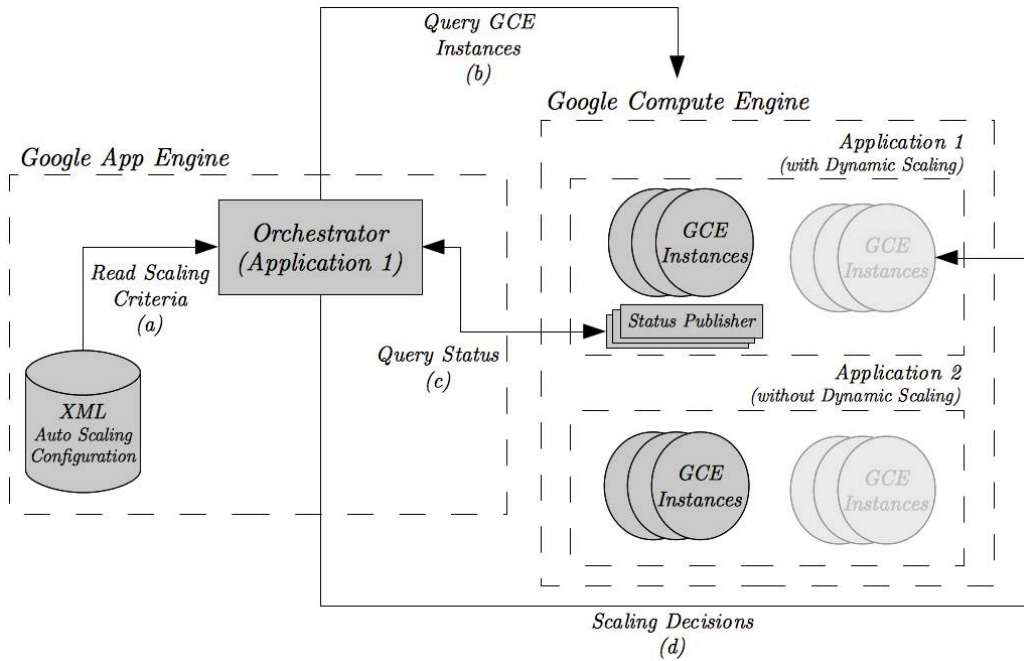 Query GCE
Instances
(b)
Google Compute Engine
Google App Engine
Application 1
(with Dynamic Scaling)
Orchestrator
(Application 1)
GCE
Instances
GCE
Instances
Read Scaling
Criteria
(a)
Status Publisher
Query Status
(c)
Application 2
(without Dynamic Scaling)
XML
Auto Scaling
Configuration
GCE
Instances
GCE
Instances
Scaling Decisions
(d)